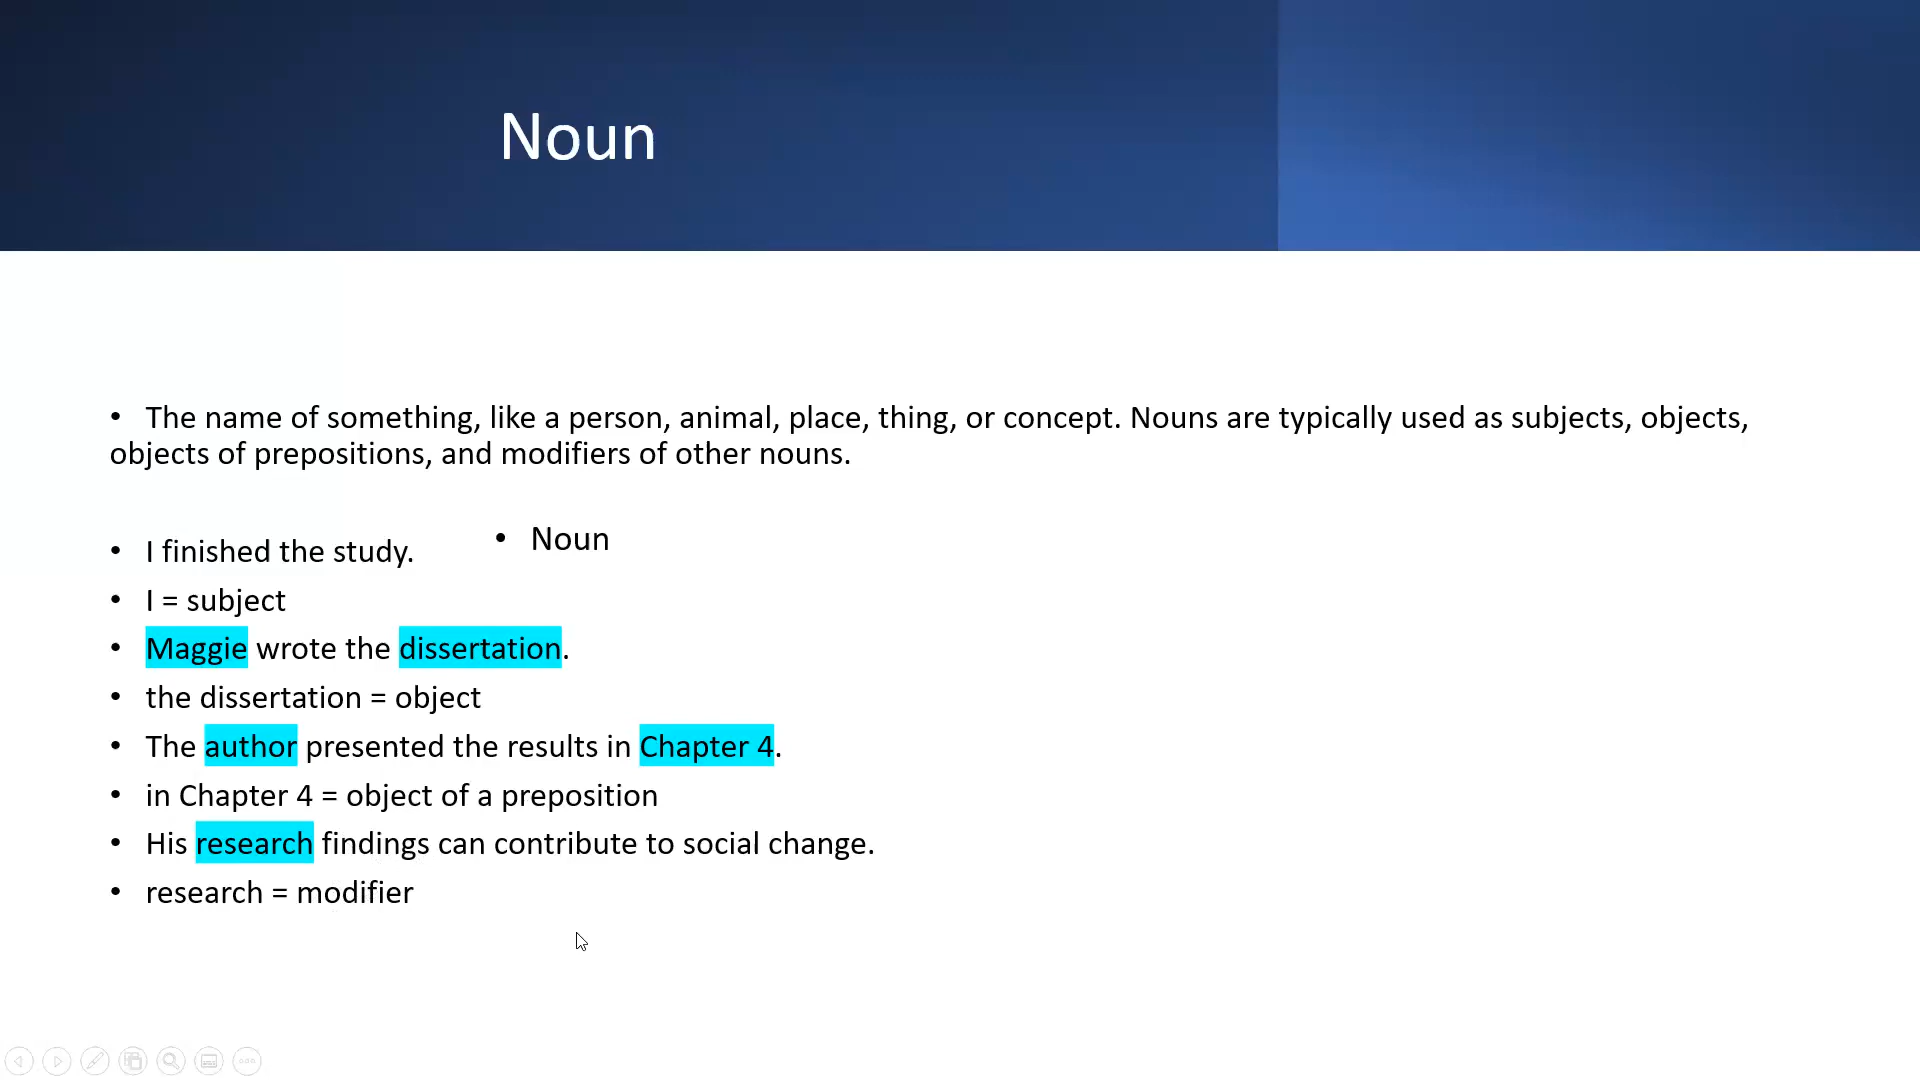 Noun
• The name of something, like a person, animal, place, thing, or concept. Nouns are typically used as subjects, objects,
objects of prepositions, and modifiers of other nouns.
• Noun
• I finished the study.
• I = subject
• Maggie wrote the dissertation.
• the dissertation = object
• The author presented the results in Chapter 4.
• in Chapter 4 = object of a preposition
• His research findings can contribute to social change.
• research = modifier